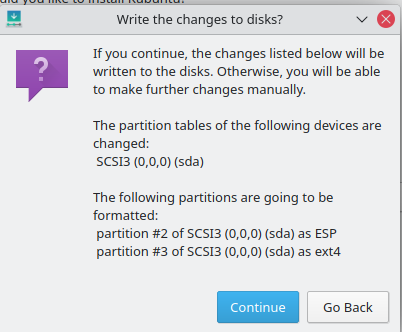 uld you like to install Kubuntu?
Write the changes to disks?
If you continue, the changes listed below will be
written to the disks. Otherwise, you will be able
to make further changes manually.
The partition tables of the following devices are
changed:
SCSI3 (0,0,0) (sda)
The following partitions are going to be
formatted:
partition #2 of SCSI3 (0,0,0) (sda) as ESP
partition #3 of SCSI3 (0,0,0) (sda) as ext4
Continue
Go Back